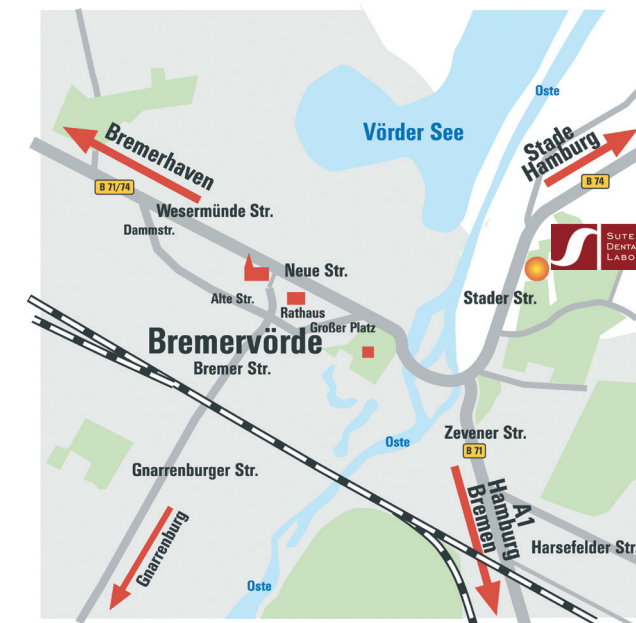 Oste
Vörder See
Stade
Hamburg
Bremerhaven
B 71/74
B 74
Wesermünde Str.
Dammstr.
Neue Str.
Stader Str.
Alte Str.
Rathaus
Großer Platz
Bremervörde
Bremer Str.
Oste
Zevener Str.
B 71
Gnarrenburger Str.
A1
Hamburg
Bremen
Gnarrenburg
Harsefelder Str.
Oste